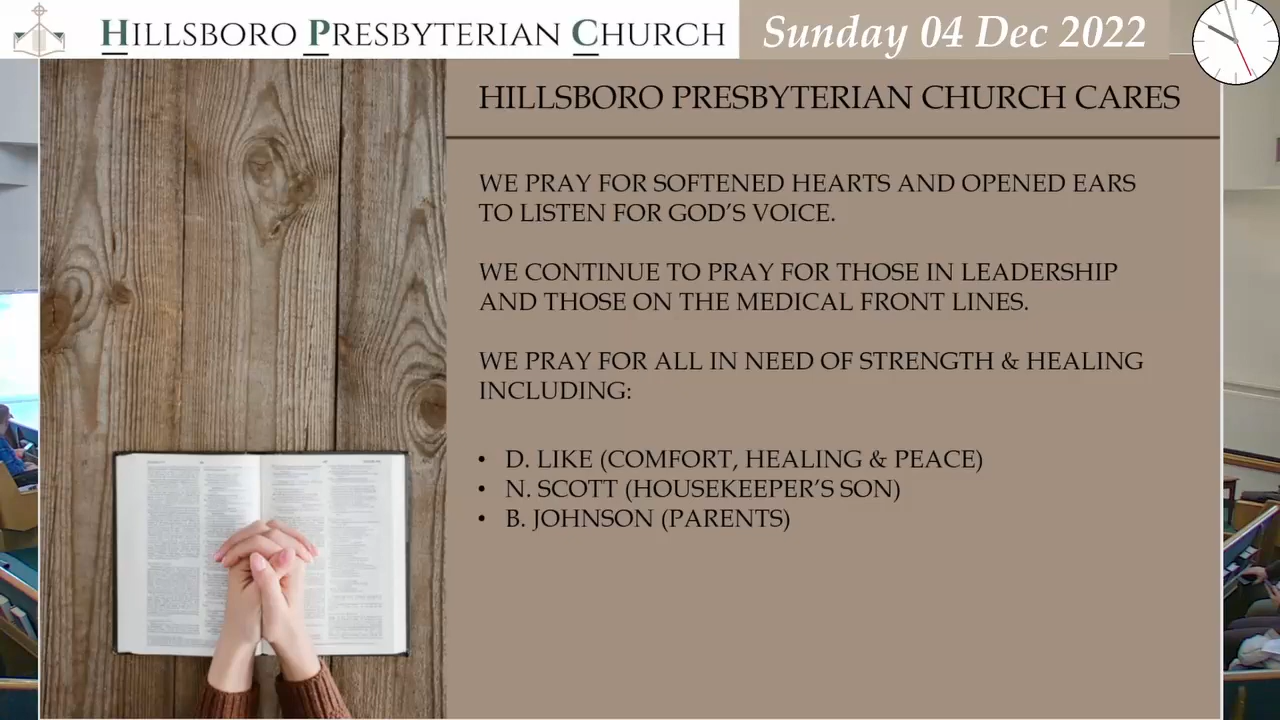 HILLSBORO PRESBYTERIAN CHURCH
Sunday 04 Dec 2022
HILLSBORO PRESBYTERIAN CHURCH CARES
WE PRAY FOR SOFTENED HEARTS AND OPENED EARS
TO LISTEN FOR GOD'S VOICE.
WE CONTINUE TO PRAY FOR THOSE IN LEADERSHIP
AND THOSE ON THE MEDICAL FRONT LINES.
WE PRAY FOR ALL IN NEED OF STRENGTH & HEALING
INCLUDING:
• D. LIKE (COMFORT, HEALING & PEACE)
• N. SCOTT (HOUSEKEEPER'S SON)
• B. JOHNSON (PARENTS)